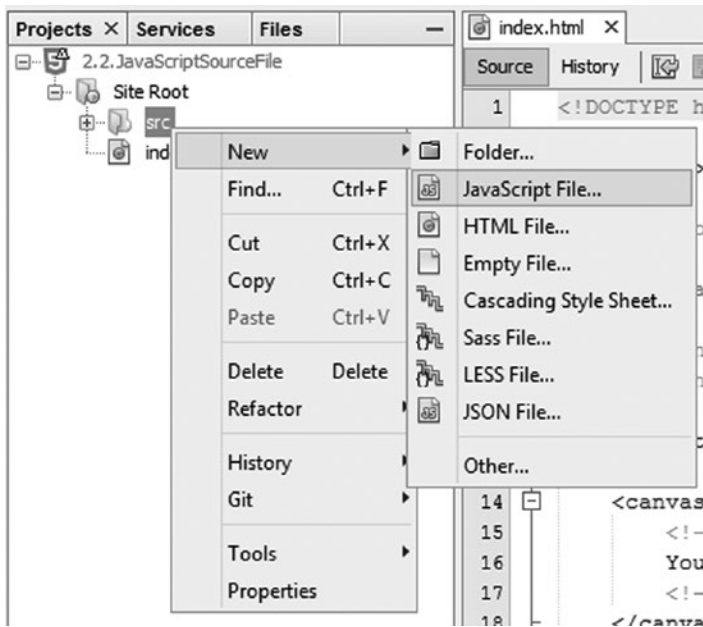 Projects × Services Files
2.2.JavaScriptSourceFile
Site Root
src
ind
New
Find... Ctrl+F
Cut Ctrl+X
Copy Ctrl+C
Paste Ctrl+V
Delete Delete
Refactor
History
Git
Tools
Properties
Folder...
JavaScript File...
HTML File...
Empty File...
Cascading Style Sheet...
Sass File...
LESS File...
JSON File...
Other...
index.html ×
Source History
1 <!DOCTYPE h
14 <canvas
15 <!-
16 You
17 <!-
18 </canva